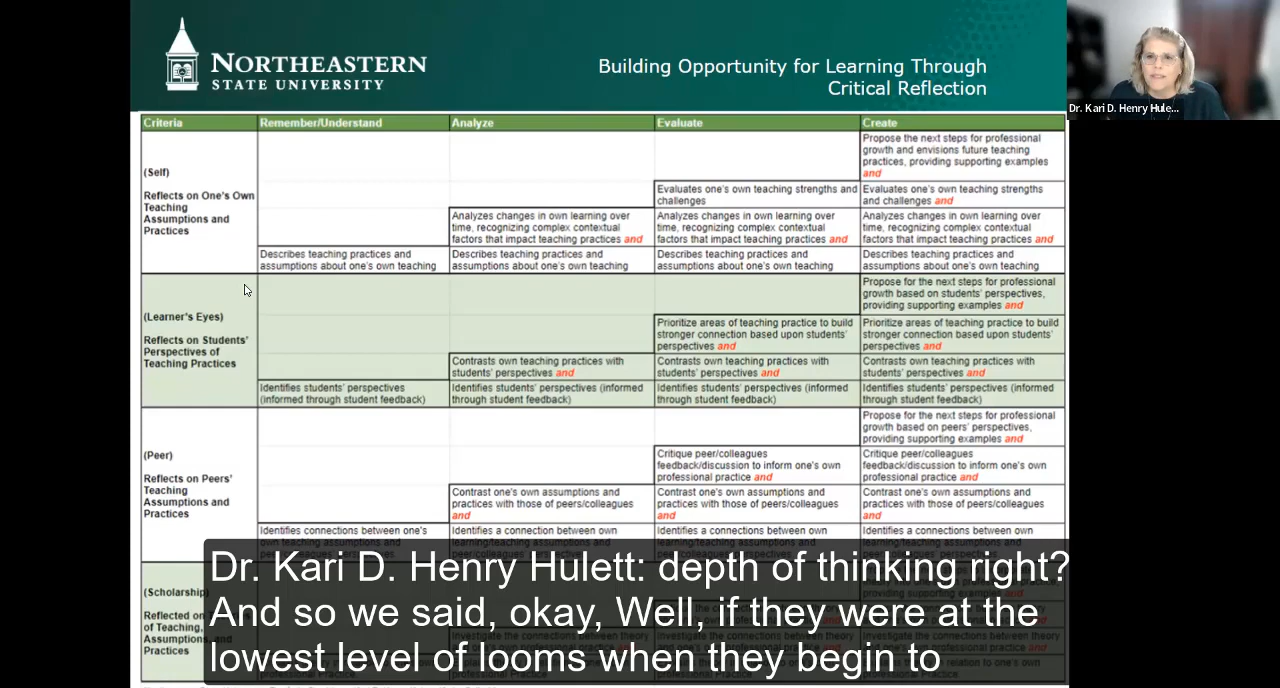 NORTHEASTERN
STATE UNIVERSITY
Building Opportunity for Learning Through
Critical Reflection
Dr. Kari D. Henry Hule...
Criteria
Remember/Understand
Analyze
Evaluate
Create
(Self)
Reflects on One's Own
Teaching
Assumptions and
Practices
Propose the next steps for professional
growth and envisions future teaching
practices, providing supporting examples
and
Evaluates one's own teaching strengths and
challenges
Evaluates one's own teaching strengths
and challenges and
Analyzes changes in own learning over
time, recognizing complex contextual
factors that impact teaching practices and
Analyzes changes in own learning over
time, recognizing complex contextual
factors that impact teaching practices and
Analyzes changes in own learning over
time, recognizing complex contextual
factors that impact teaching practices and
Describes teaching practices and
assumptions about one's own teaching
Describes teaching practices and
assumptions about one's own teaching
Describes teaching practices and
assumptions about one's own teaching
Describes teaching practices and
assumptions about one's own teaching
(Learner's Eyes)
Reflects on Students'
Perspectives of
Teaching Practices
Propose for the next steps for professional
growth based on students' perspectives,
providing supporting examples and
Prioritize areas of teaching practice to build
stronger connection based upon students'
perspectives and
Prioritize areas of teaching practice to build
stronger connection based upon students'
perspectives and
Contrasts own teaching practices with
students' perspectives and
Contrasts own teaching practices with
students' perspectives and
Contrasts own teaching practices with
students' perspectives and
Identifies students' perspectives
(informed through student feedback)
Identifies students' perspectives (informed
through student feedback)
Identifies students' perspectives (informed
through student feedback)
Identifies students' perspectives (informed
through student feedback)
(Peer)
Reflects on Peers'
Teaching
Assumptions and
Practices
Propose for the next steps for professional
growth based on peers' perspectives,
providing supporting examples and
Critique peer/colleagues
feedback/discussion to inform one's own
professional practice and
Critique peer/colleagues
feedback/discussion to inform one's own
professional practice and
Contrast one's own assumptions and
practices with those of peers/colleagues
and
Contrast one's own assumptions and
practices with those of peers/colleagues
and
Contrast one's own assumptions and
practices with those of peers/colleagues
and
Identifies connections between one's
Identifies a connection between own
Identifies a connections between own
Identifies a connections between own
(Scholarship)
Reflected on
of Teaching,
Assumptions, and
Practices
Dr. Kari D. Henry Hulett: depth of thinking right?
And so we said, okay, Well, if they were at the
lowest level of looms when they begin to